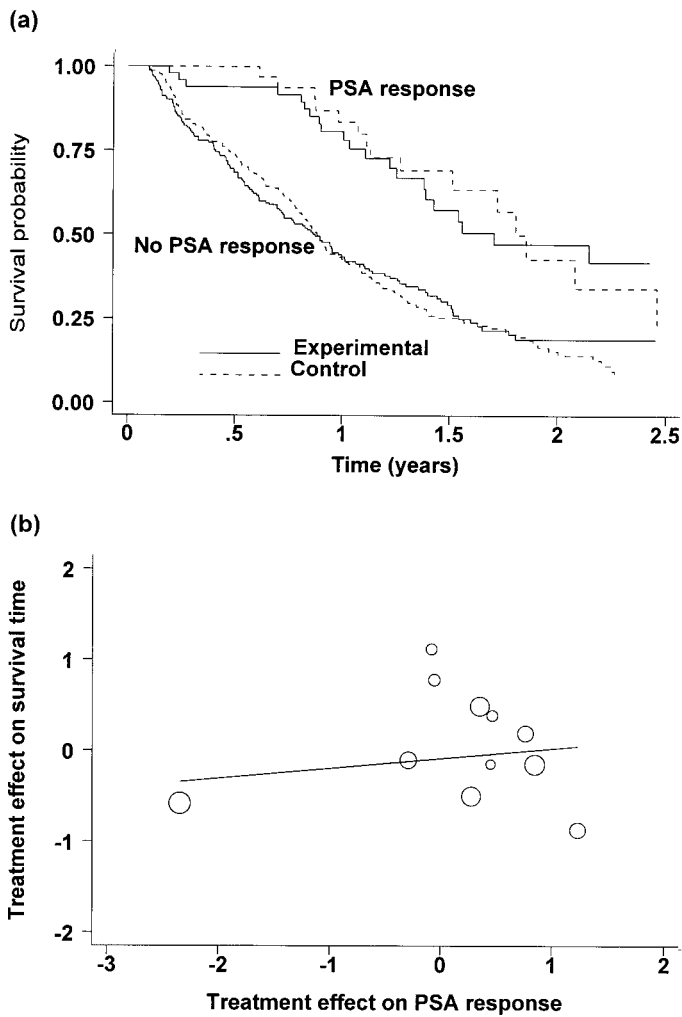 (a)
1.00
0.75
0.50
0.25
0.00
Survival probability
PSA response
No PSA response
Experimental
Control
0 .5 1 1.5 2 2.5
Time (years)
(b)
2
1
0
-1
-2
Treatment effect on survival time
-3 -2 -1 0 1 2
Treatment effect on PSA response